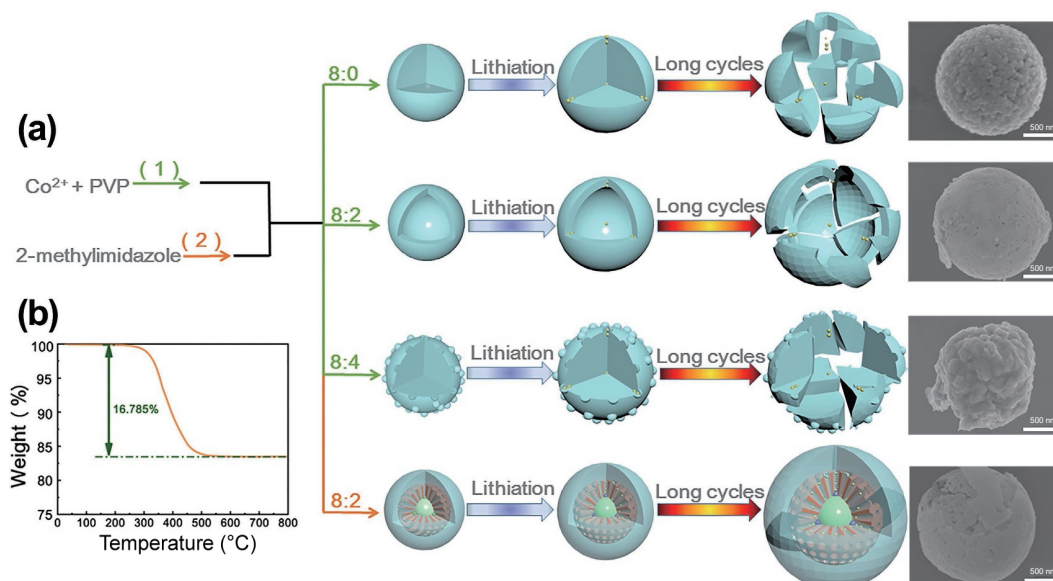 (a)
Co²⁺ + PVP
( 1 )
2-methylimidazole
( 2 )
8:0
Lithiation
Long cycles
500 nm
8:2
Lithiation
Long cycles
500 nm
8:4
Lithiation
Long cycles
500 nm
8:2
Lithiation
Long cycles
500 nm
(b)
100
95
90
85
80
75
16.785%
Weight ( %)
0 100 200 300 400 500 600 700 800
Temperature (°C)